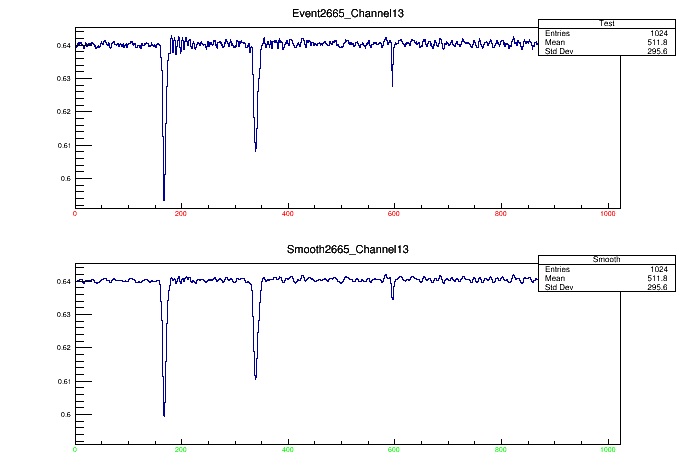 Event2665_Channel13
Test
Entries 1024
Mean 511.8
Std Dev 295.6
0.64
0.63
0.62
0.61
0.6
0 200 400 600 800 1000
Smooth2665_Channel13
Smooth
Entries 1024
Mean 511.8
Std Dev 295.6
0.64
0.63
0.62
0.61
0.6
0 200 400 600 800 1000